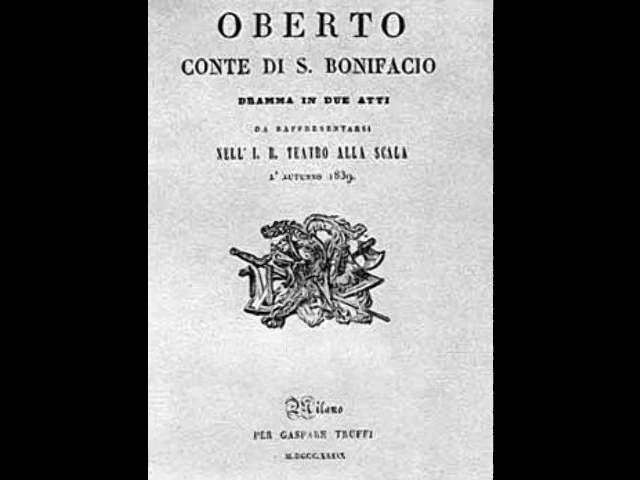 OBERTO
CONTE DI S. BONIFACIO
DRAMMA IN DUE ATTI
DA RAPPRESENTARSI
NELL' I. R. TEATRO ALLA SCALA
L' AUTUNNO 1839.
Milano
PER GASPARE TRUFFI
M.DCCC.XXXIX